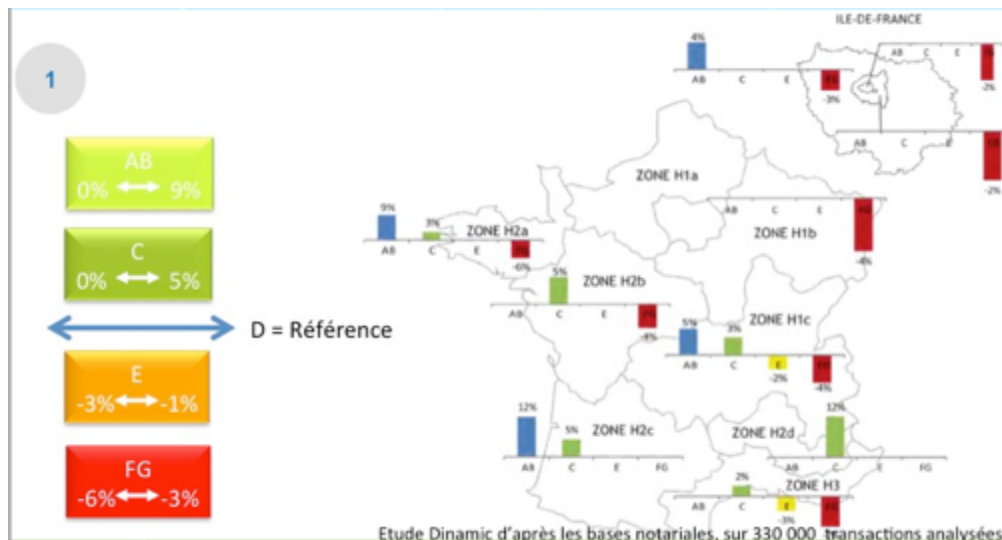 1
AB
0% 9%
C
0% 5%
D = Référence
E
-3% -1%
FG
-6% -3%
ILE-DE-FRANCE
AB C E
-2%
4%
AB C E
-3%
AB C E
-2%
ZONE H1a
AB C E
ZONE H1b
-4%
9%
3%
ZONE H2a
AB C E
-6%
5%
ZONE H2b
AB C E
-4%
5%
3%
ZONE H1c
AB C E
-2%
-4%
12%
5%
ZONE H2c
AB C E FG
12%
ZONE H2d
AB C E FG
2%
ZONE H3
AB C E FG
-3%
Etude Dinamic d'après les bases notariales, sur 330 000 transactions analysées